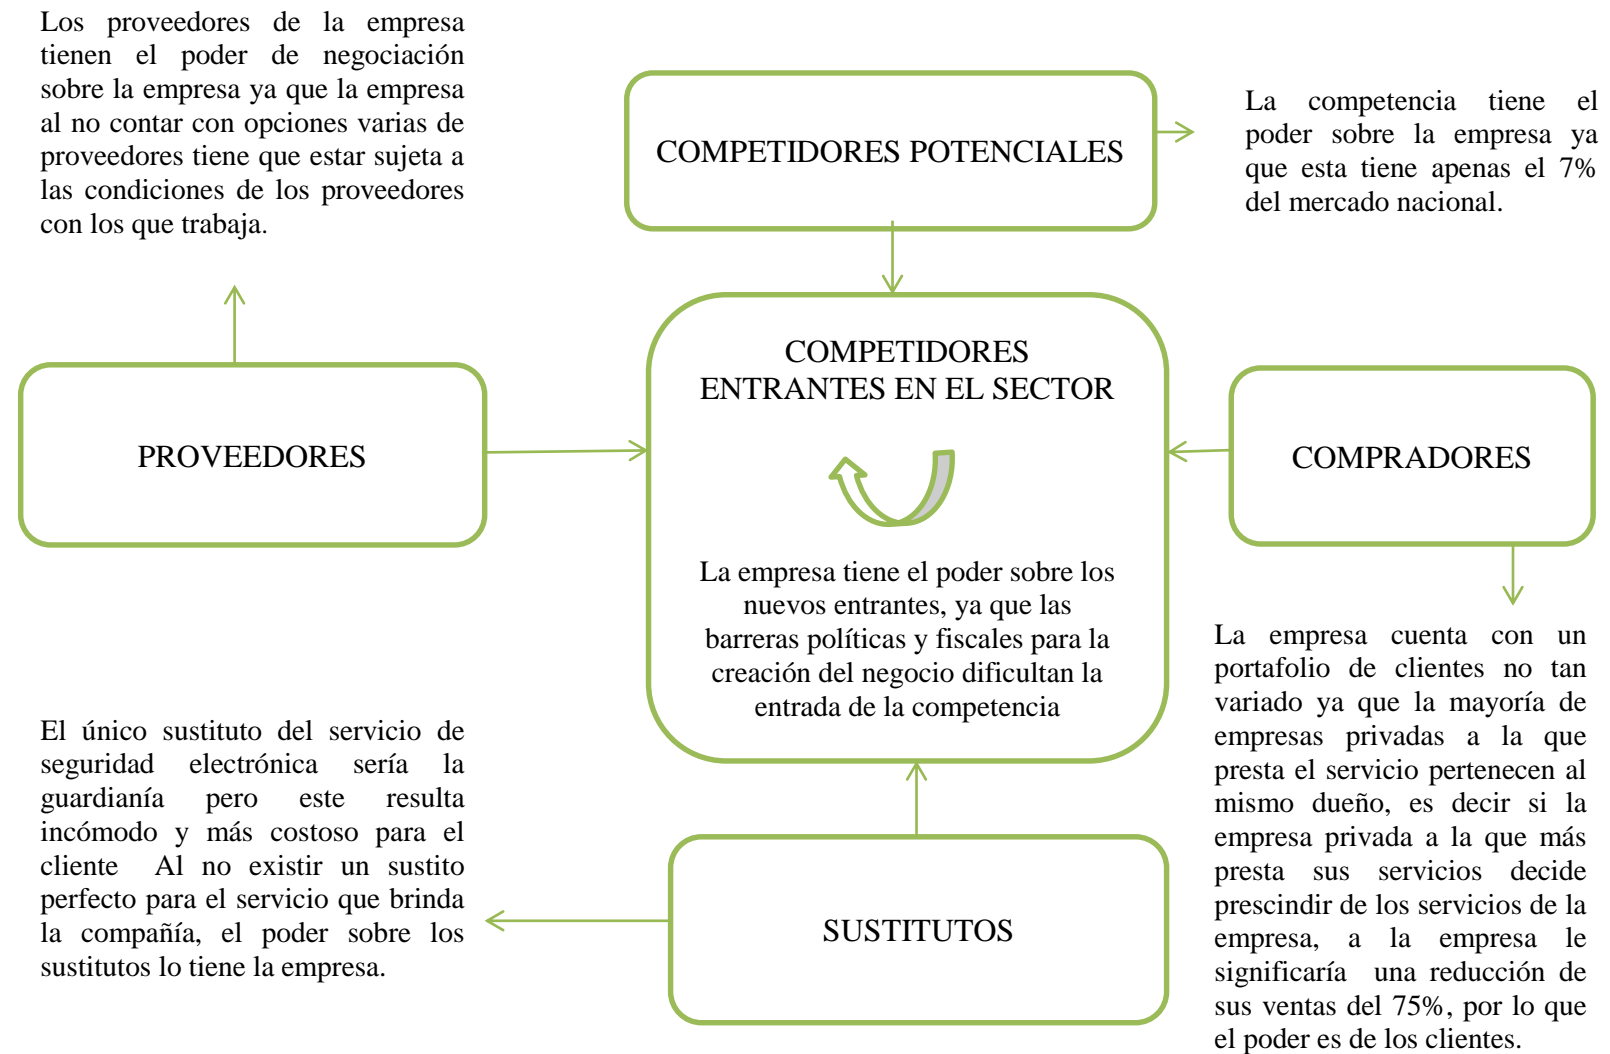 Los proveedores de la empresa
tienen el poder de negociación
sobre la empresa ya que la empresa
al no contar con opciones varias de
proveedores tiene que estar sujeta a
las condiciones de los proveedores
con los que trabaja.
COMPETIDORES POTENCIALES
La competencia tiene el
poder sobre la empresa ya
que esta tiene apenas el 7%
del mercado nacional.
PROVEEDORES
COMPETIDORES
ENTRANTES EN EL SECTOR
La empresa tiene el poder sobre los
nuevos entrantes, ya que las
barreras políticas y fiscales para la
creación del negocio dificultan la
entrada de la competencia
COMPRADORES
La empresa cuenta con un
portafolio de clientes no tan
variado ya que la mayoría de
empresas privadas a la que
presta el servicio pertenecen al
mismo dueño, es decir si la
empresa privada a la que más
presta sus servicios decide
prescindir de los servicios de la
empresa, a la empresa le
significaría una reducción de
sus ventas del 75%, por lo que
el poder es de los clientes.
El único sustituto del servicio de
seguridad electrónica sería la
guardianía pero este resulta
incómodo y más costoso para el
cliente Al no existir un sustito
perfecto para el servicio que brinda
la compañía, el poder sobre los
sustitutos lo tiene la empresa.
SUSTITUTOS